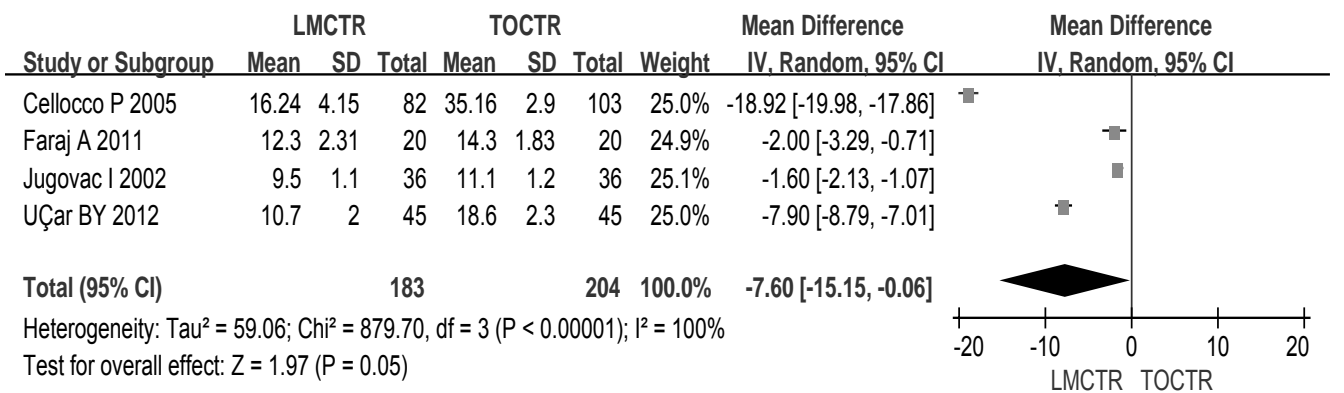 LMCTR TOCTR Mean Difference Mean Difference
Study or Subgroup Mean SD Total Mean SD Total Weight IV, Random, 95% CI IV, Random, 95% CI
Cellocco P 2005 16.24 4.15 82 35.16 2.9 103 25.0% -18.92 [-19.98, -17.86]
Faraj A 2011 12.3 2.31 20 14.3 1.83 20 24.9% -2.00 [-3.29, -0.71]
Jugovac I 2002 9.5 1.1 36 11.1 1.2 36 25.1% -1.60 [-2.13, -1.07]
UÇar BY 2012 10.7 2 45 18.6 2.3 45 25.0% -7.90 [-8.79, -7.01]
Total (95% CI) 183 204 100.0% -7.60 [-15.15, -0.06]
Heterogeneity: Tau² = 59.06; Chi² = 879.70, df = 3 (P < 0.00001); I² = 100%
Test for overall effect: Z = 1.97 (P = 0.05)
-20 -10 0 10 20
LMCTR TOCTR